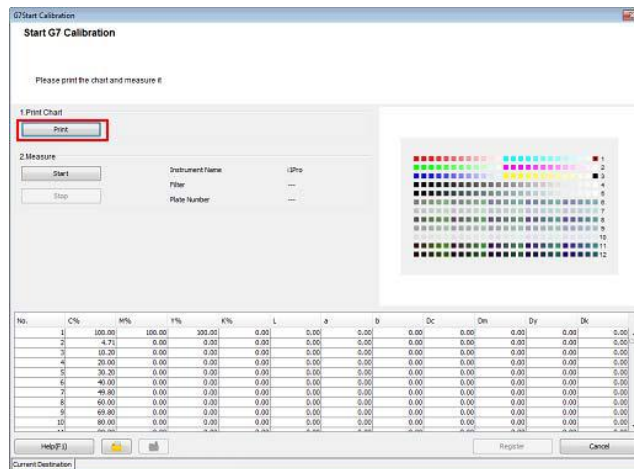 G7Start Calibration
Start G7 Calibration
Please print the chart and measure it
1.Print Chart
Print
2.Measure
Start
Stop
Instrument Name i1Pro
Filter ---
Plate Number ---
1
2
3
4
5
6
7
8
9
10
11
12
No. C% M% Y% K% L a b Dc Dm Dy Dk
1 100.00 100.00 100.00 0.00 0.00 0.00 0.00 0.00 0.00 0.00 0.00
2 4.71 0.00 0.00 0.00 0.00 0.00 0.00 0.00 0.00 0.00 0.00
3 10.20 0.00 0.00 0.00 0.00 0.00 0.00 0.00 0.00 0.00 0.00
4 20.00 0.00 0.00 0.00 0.00 0.00 0.00 0.00 0.00 0.00 0.00
5 30.20 0.00 0.00 0.00 0.00 0.00 0.00 0.00 0.00 0.00 0.00
6 40.00 0.00 0.00 0.00 0.00 0.00 0.00 0.00 0.00 0.00 0.00
7 49.80 0.00 0.00 0.00 0.00 0.00 0.00 0.00 0.00 0.00 0.00
8 60.00 0.00 0.00 0.00 0.00 0.00 0.00 0.00 0.00 0.00 0.00
9 69.80 0.00 0.00 0.00 0.00 0.00 0.00 0.00 0.00 0.00 0.00
10 80.00 0.00 0.00 0.00 0.00 0.00 0.00 0.00 0.00 0.00 0.00
Help(F1) Register Cancel
Current Destination